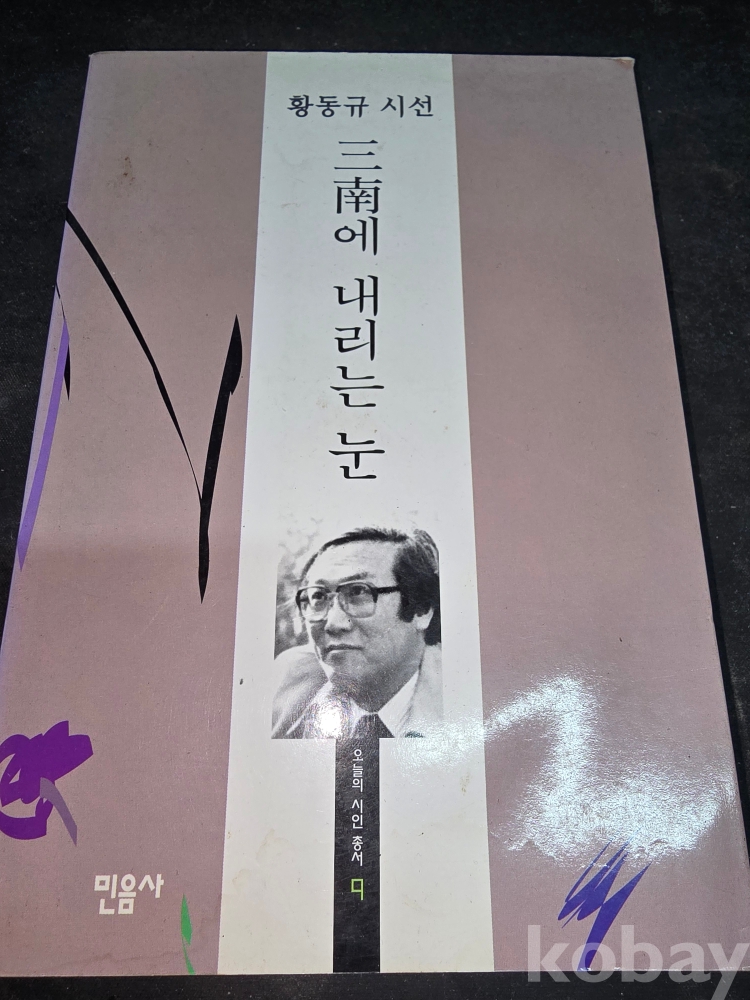 황동규 시선
三南에 내리는 눈
오늘의 시인 총서
민음사
kobay